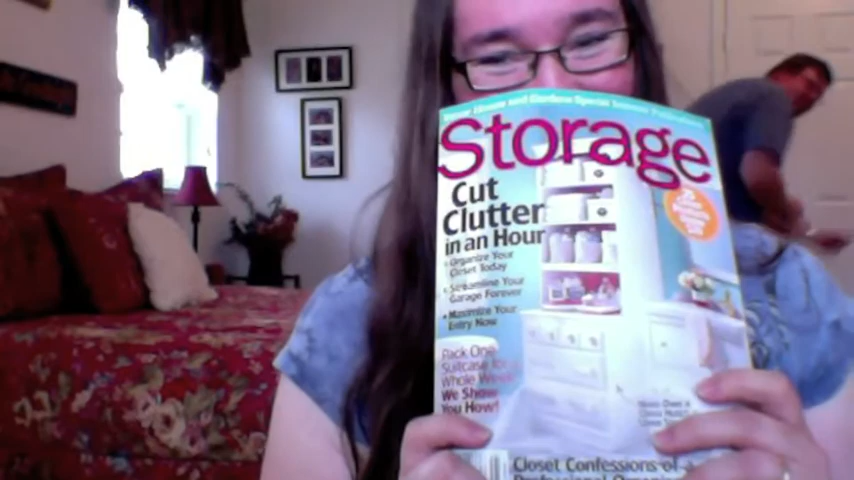 Better Homes and Gardens Special Interest Publications
Storage
Cut
Clutter
in an Hour
• Organize Your
Closet Today
• Streamline Your
Garage Forever
• Maximize Your
Entry Now
Pack One
Suitcase for a
Whole Week
We Show
You How!
Closet Confessions of a
Professional Organizer